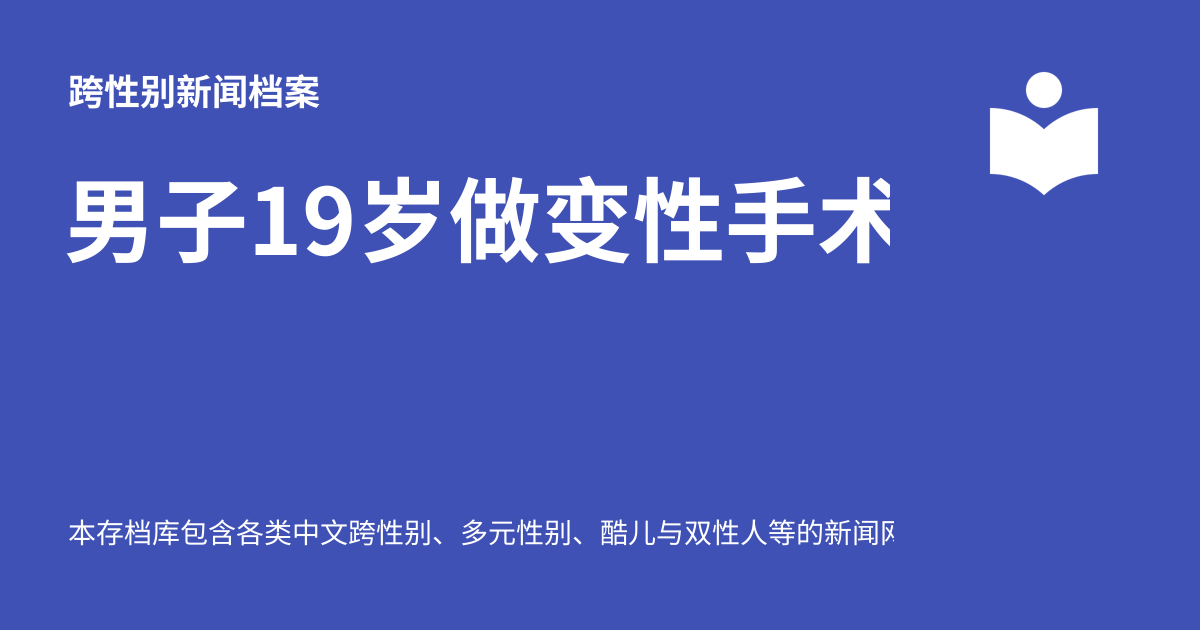 跨性别新闻档案
男子19岁做变性手术
本存档库包含各类中文跨性别、多元性别、酷儿与双性人等的新闻网